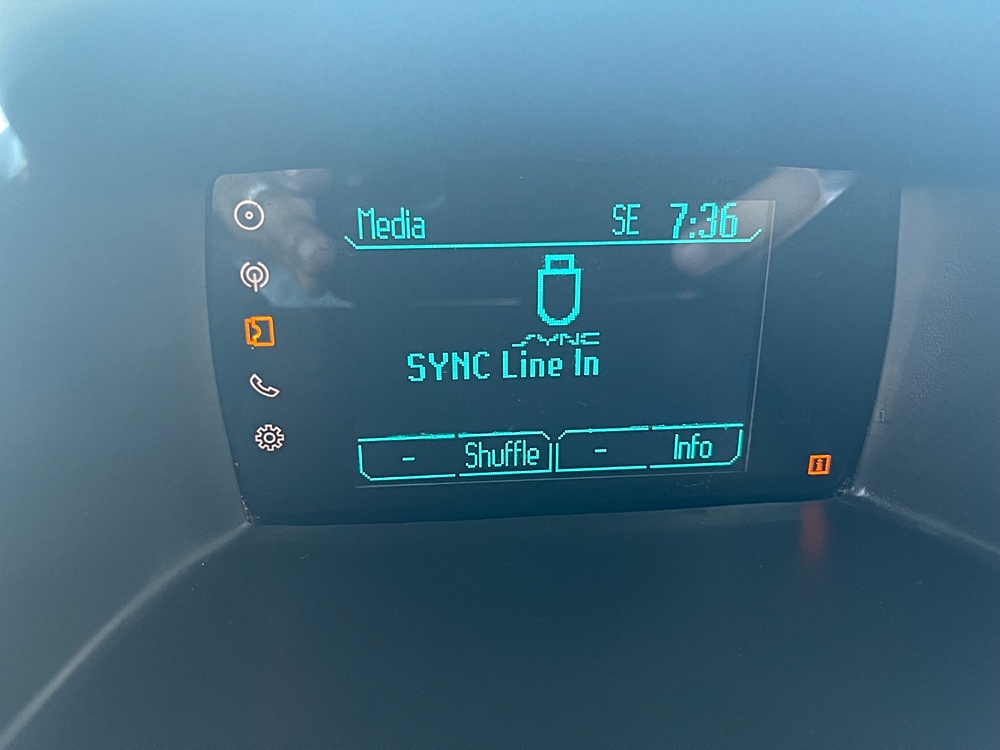 Media SE 7:36
SYNC
SYNC Line In
- Shuffle - Info
i